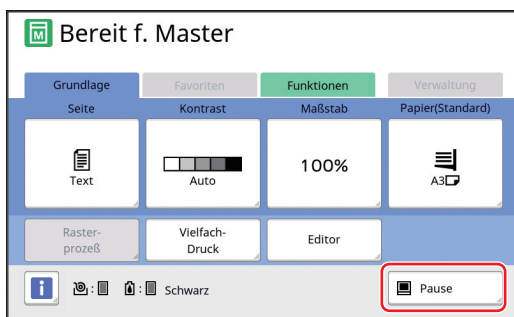 Bereit f. Master
Grundlage Favoriten Funktionen Verwaltung
Seite Kontrast Maßstab Papier(Standard)
Text Auto 100% A3
Raster-
prozeß
Vielfach-
Druck
Editor
Schwarz
Pause